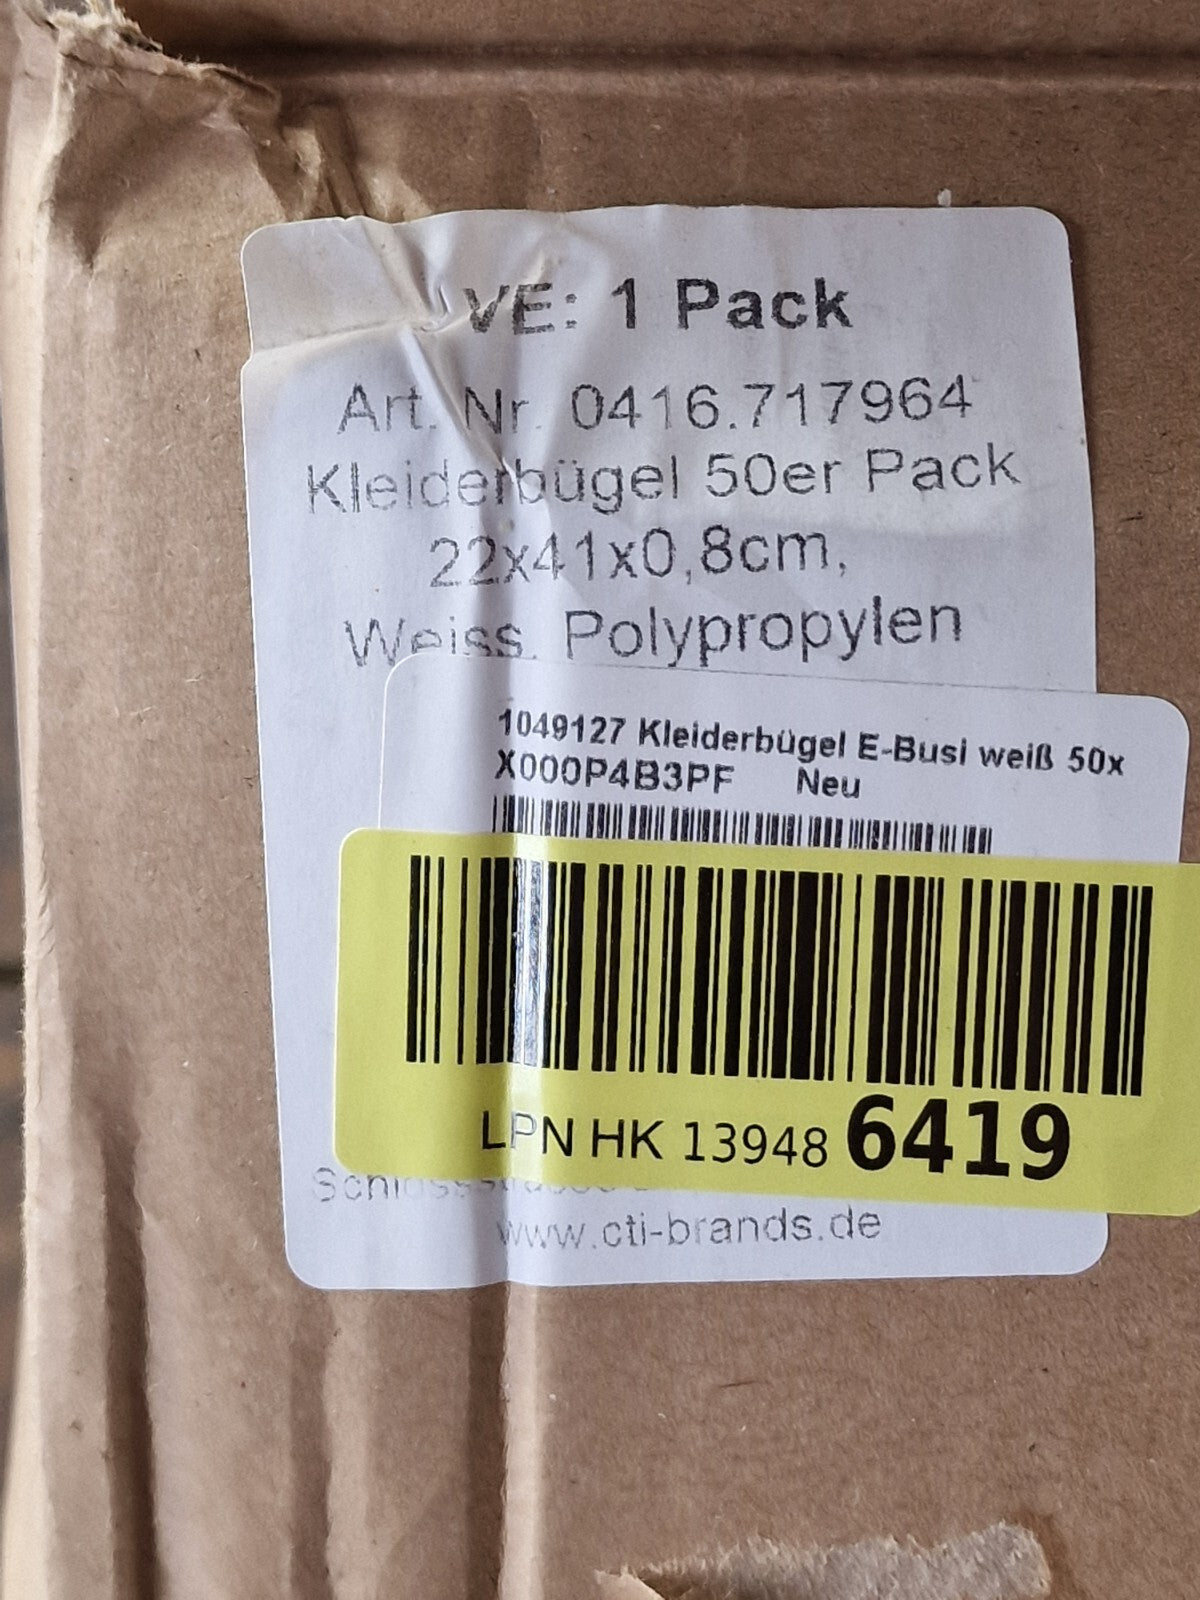 VE: 1 Pack
Art. Nr. 0416.717964
Kleiderbügel 50er Pack
22x41x0,8cm,
Weiss, Polypropylen
1049127 Kleiderbügel E-Busi weiß 50x
X000P4B3PF Neu
LPN HK 13948 6419
www.cti-brands.de